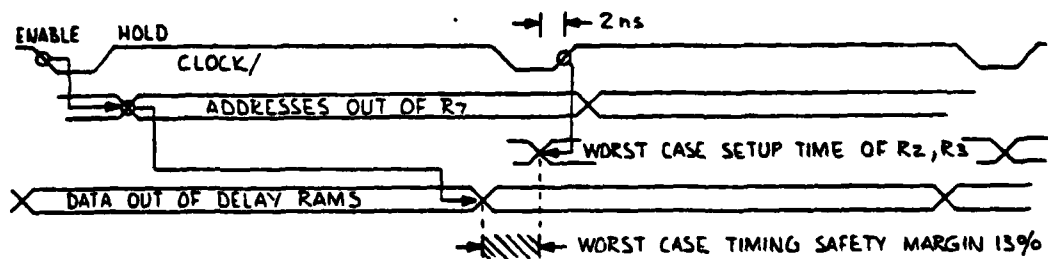 2ns
ENABLE HOLD
CLOCK/
ADDRESSES OUT OF R7
WORST CASE SETUP TIME OF R2, R3
DATA OUT OF DELAY RAMS
WORST CASE TIMING SAFETY MARGIN 13%